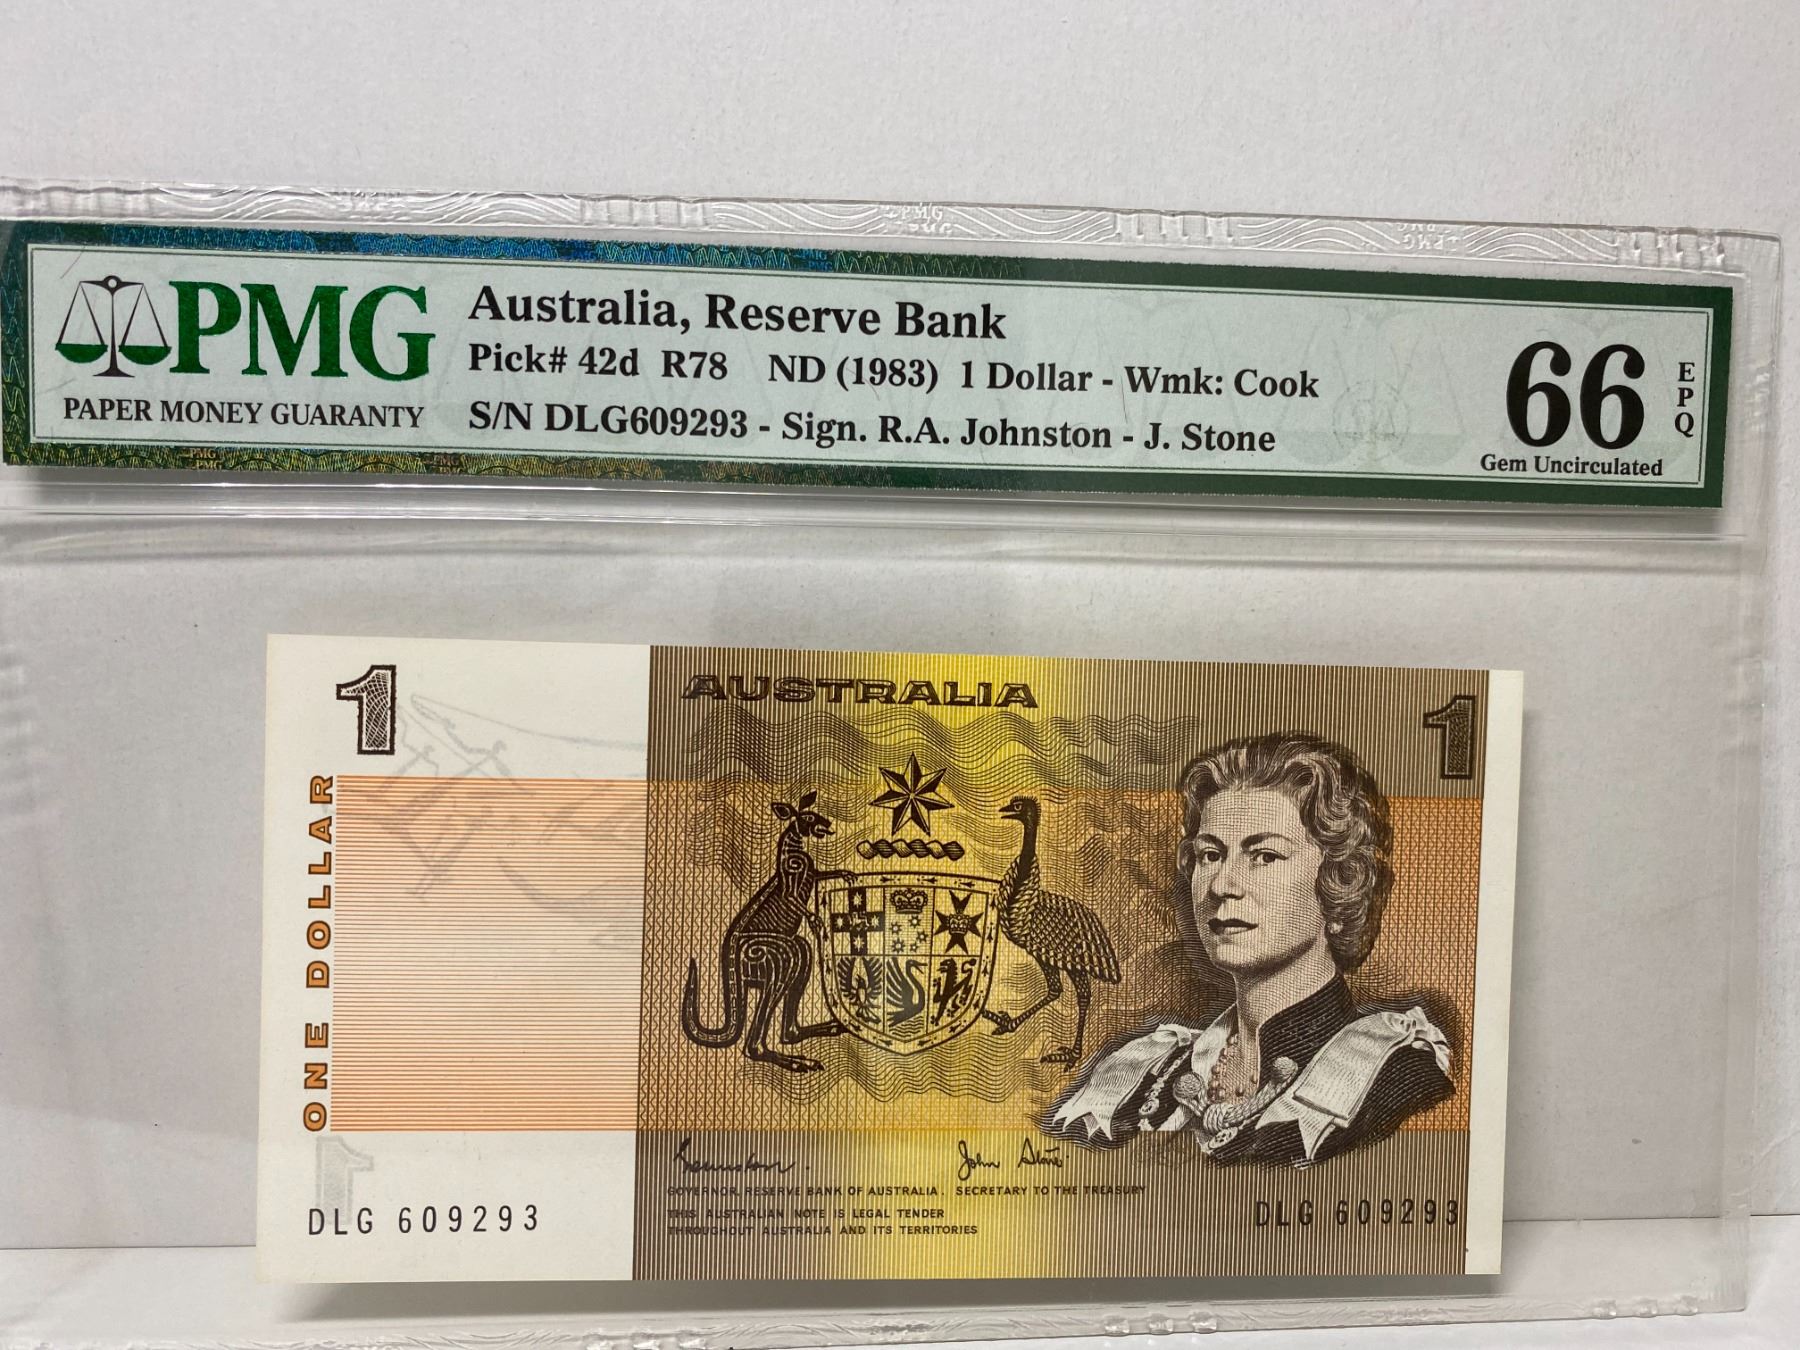 PMG
PAPER MONEY GUARANTY
Australia, Reserve Bank
Pick# 42d R78 ND (1983) 1 Dollar - Wmk: Cook
S/N DLG609293 - Sign. R.A. Johnston - J. Stone
66
EPQ
Gem Uncirculated
1
AUSTRALIA
1
ONE DOLLAR
John Stone
GOVERNOR, RESERVE BANK OF AUSTRALIA. SECRETARY TO THE TREASURY
THIS AUSTRALIAN NOTE IS LEGAL TENDER
THROUGHOUT AUSTRALIA AND ITS TERRITORIES
1
DLG 609293
DLG 609293